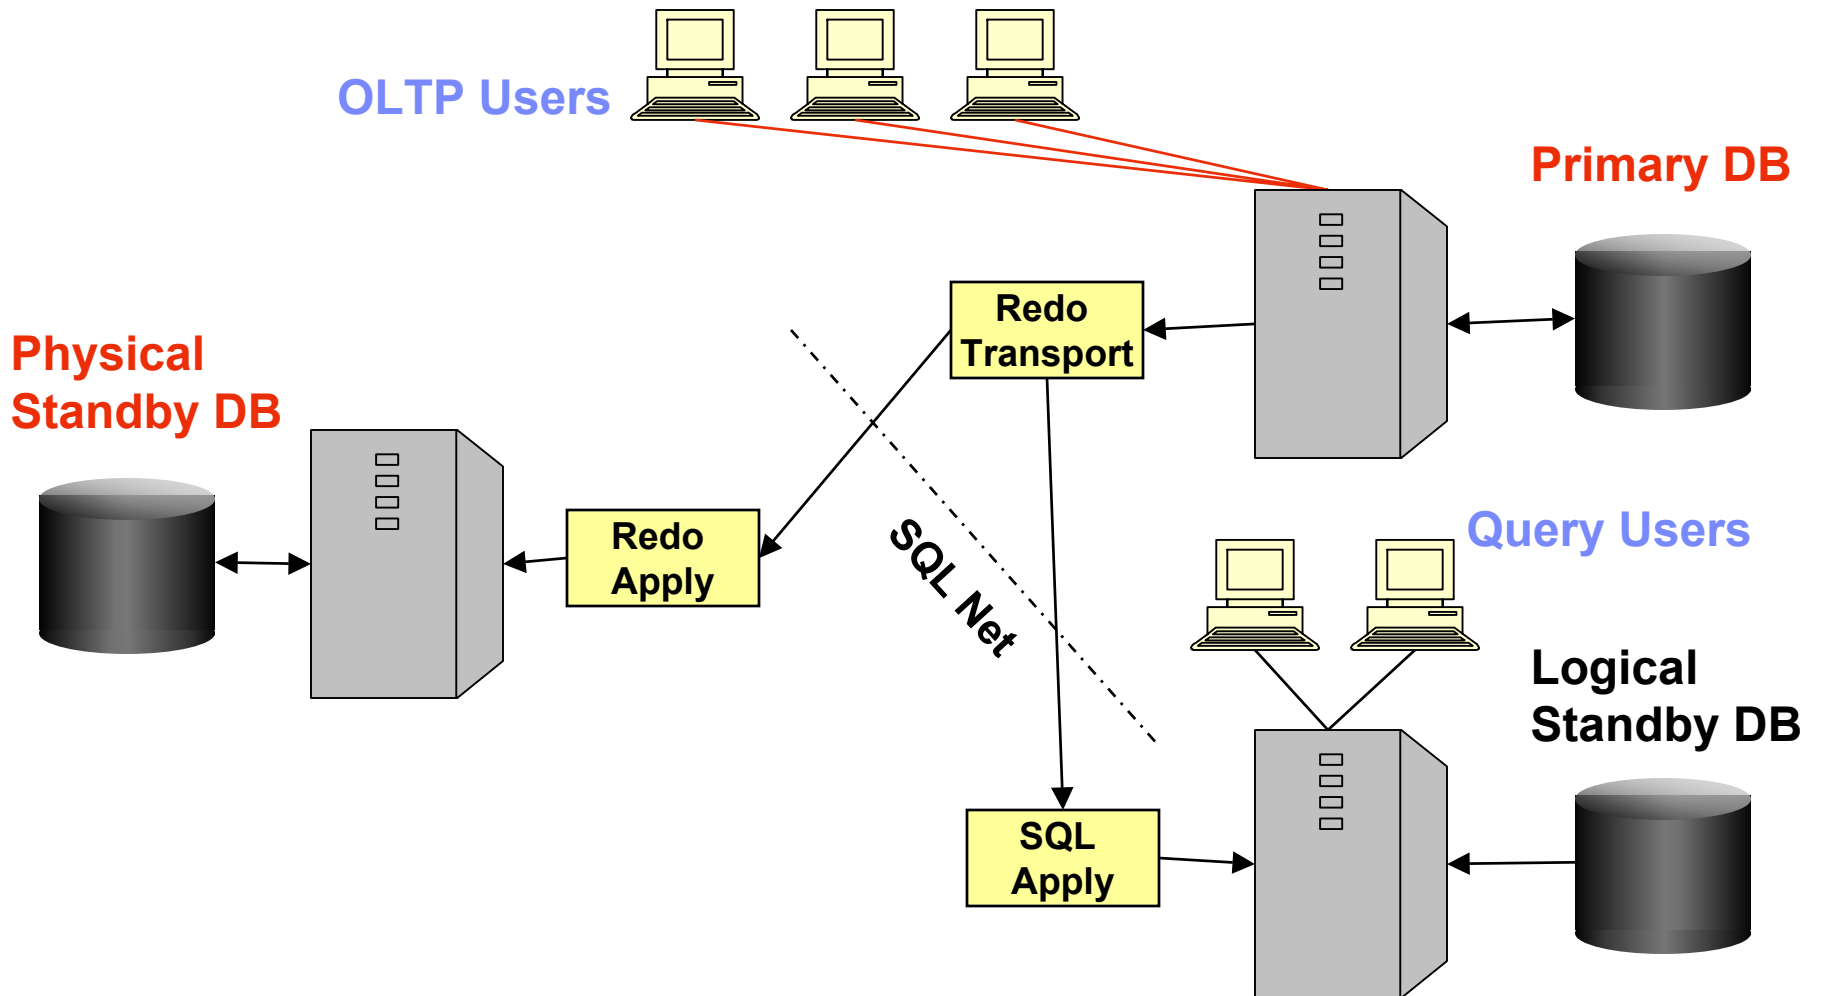 OLTP Users
Primary DB
Redo
Transport
Physical
Standby DB
Redo
Apply
SQL Net
Query Users
Logical
Standby DB
SQL
Apply